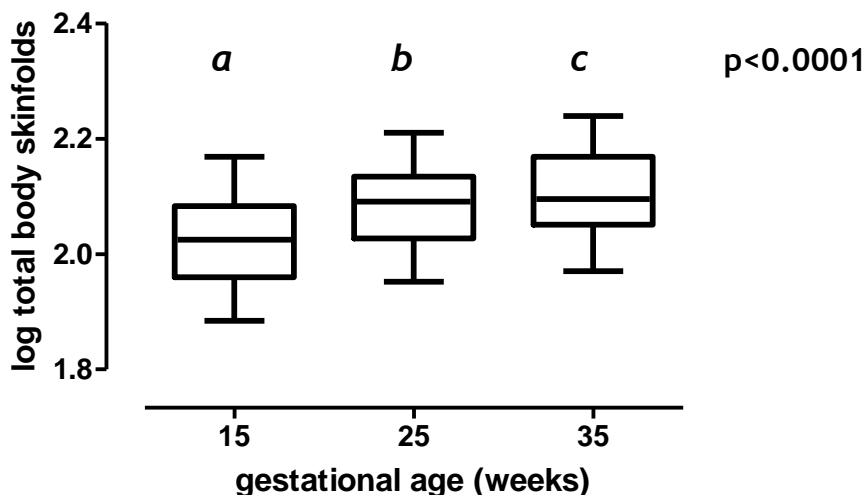 log total body skinfolds
2.4
2.2
2.0
1.8
a b c p<0.0001
15 25 35
gestational age (weeks)